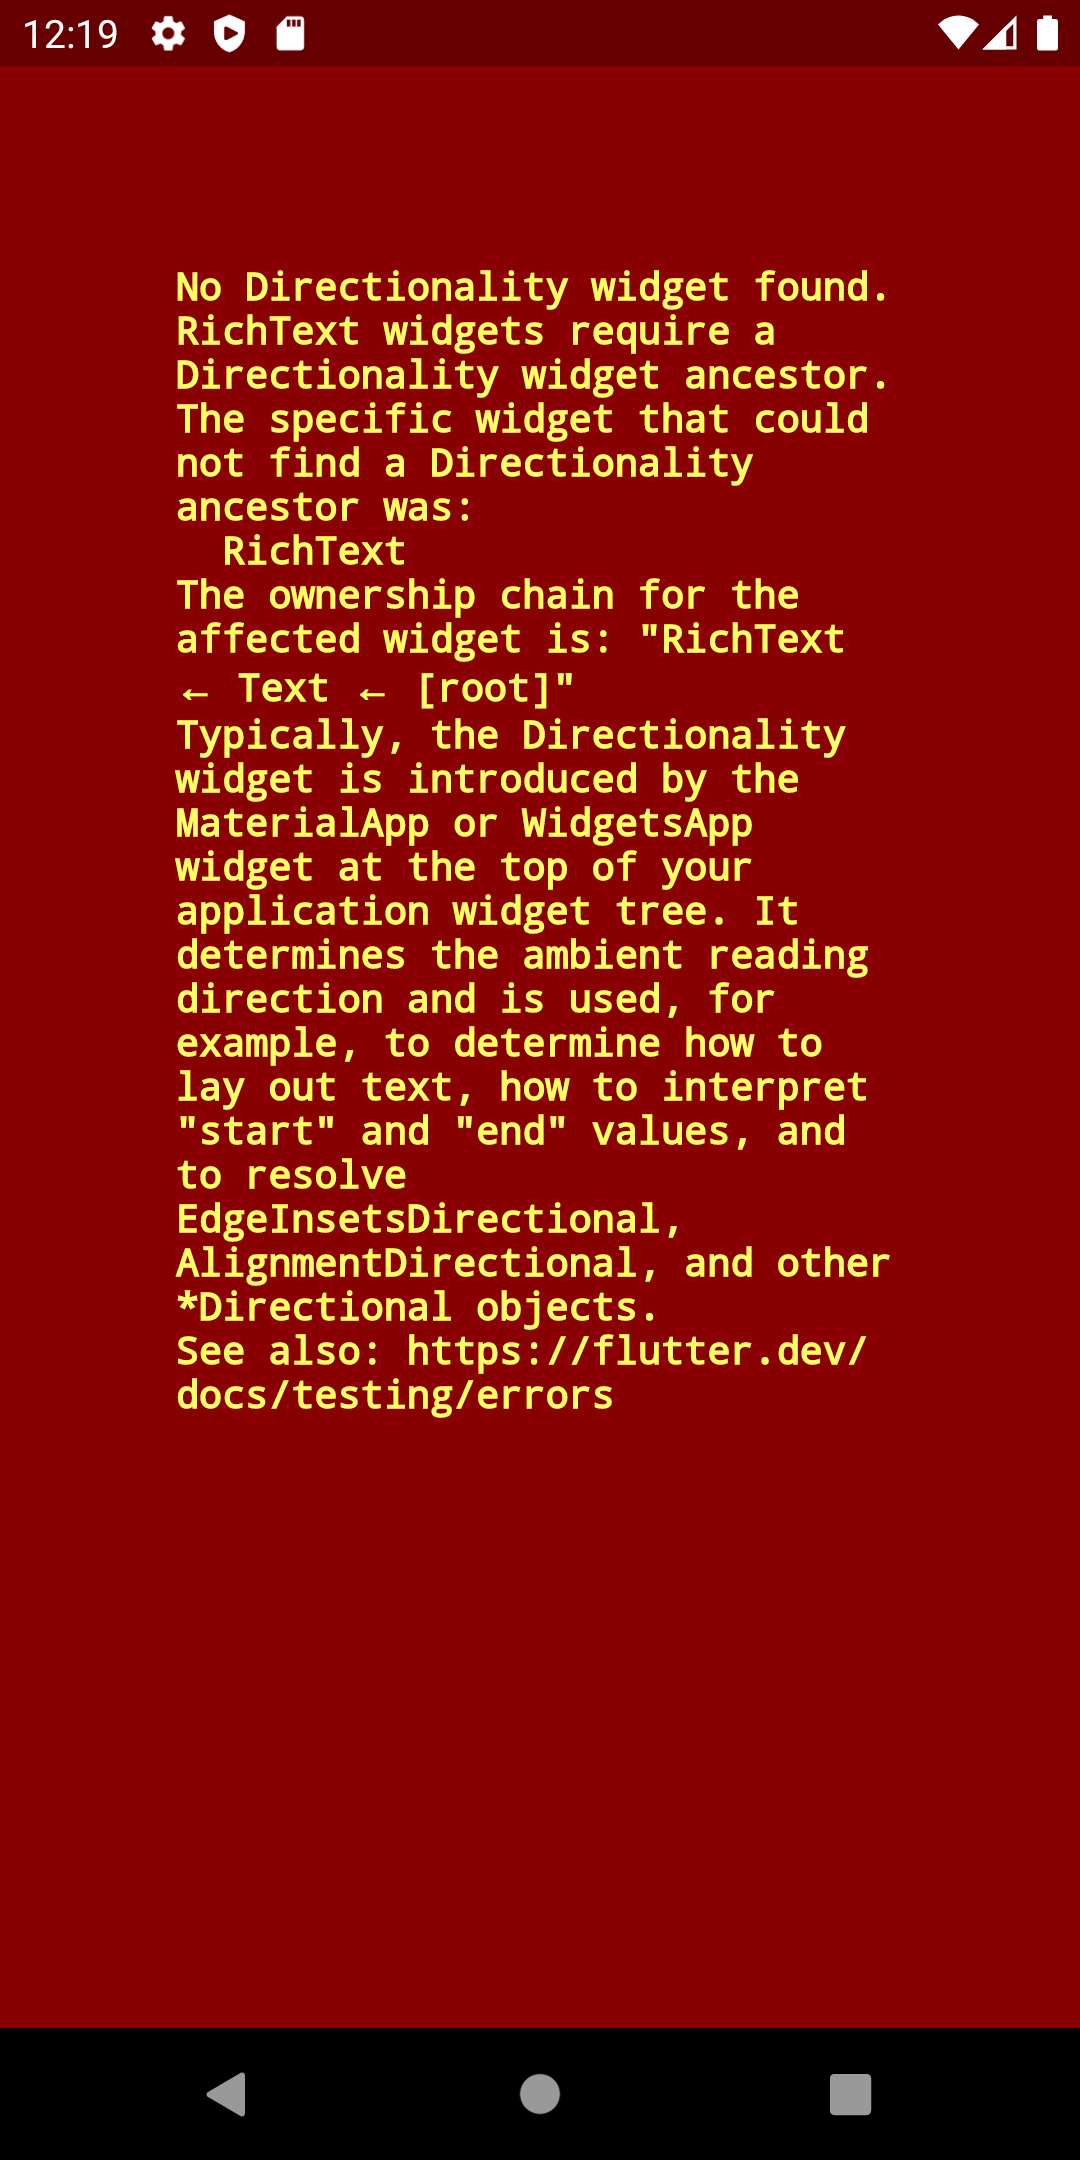 12:19
No Directionality widget found.
RichText widgets require a
Directionality widget ancestor.
The specific widget that could
not find a Directionality
ancestor was:
  RichText
The ownership chain for the
affected widget is: "RichText
← Text ← [root]"
Typically, the Directionality
widget is introduced by the
MaterialApp or WidgetsApp
widget at the top of your
application widget tree. It
determines the ambient reading
direction and is used, for
example, to determine how to
lay out text, how to interpret
"start" and "end" values, and
to resolve
EdgeInsetsDirectional,
AlignmentDirectional, and other
*Directional objects.
See also: https://flutter.dev/
docs/testing/errors